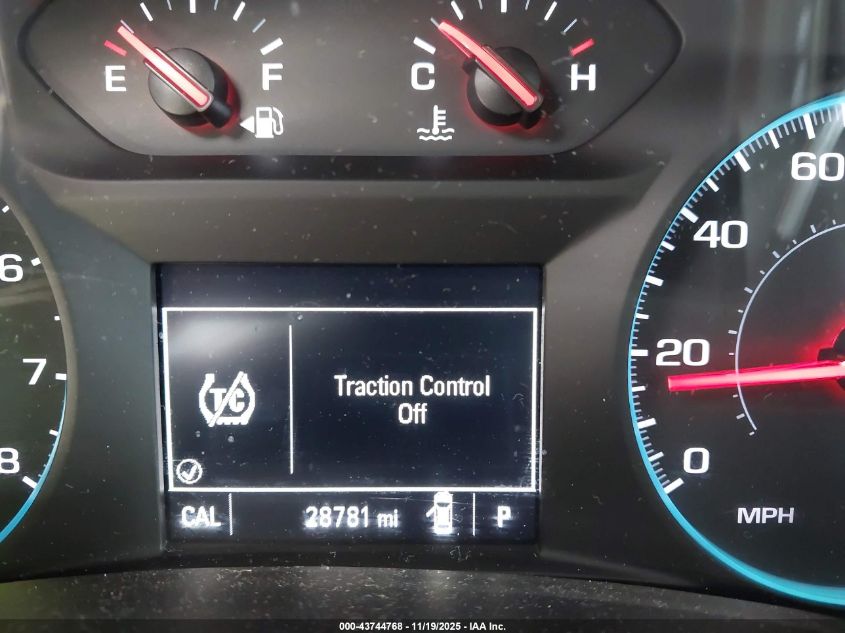 E F
C H
6
7
8
60
40
20
0
MPH
TC
Traction Control
Off
CAL 28781 mi P
000-43744768 - 11/19/2025 - IAA Inc.